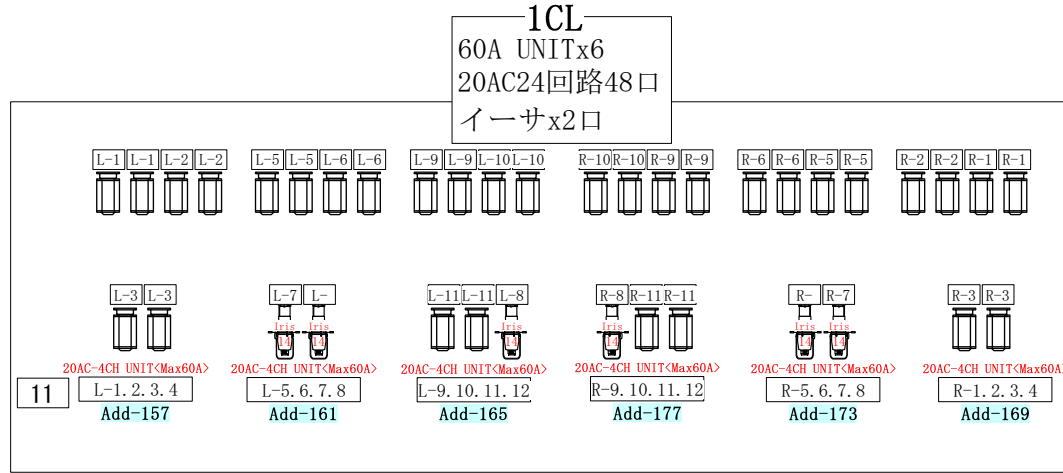 1CL
60A UNITx6
20AC24回路48口
イーサx2口
L-1 L-1 L-2 L-2 L-5 L-5 L-6 L-6 L-9 L-9 L-10 L-10 R-10 R-10 R-9 R-9 R-6 R-6 R-5 R-5 R-2 R-2 R-1 R-1
L-3 L-3 L-7 L- L-11 L-11 L-8 R-8 R-11 R-11 R- R-7 R-3 R-3
Iris Iris Iris Iris Iris Iris
14 14 14 14 14 14
20AC-4CH UNIT<Max60A> 20AC-4CH UNIT<Max60A> 20AC-4CH UNIT<Max60A> 20AC-4CH UNIT<Max60A> 20AC-4CH UNIT<Max60A> 20AC-4CH UNIT<Max60A
11 L-1.2.3.4 L-5.6.7.8 L-9.10.11.12 R-9.10.11.12 R-5.6.7.8 R-1.2.3.4
Add-157 Add-161 Add-165 Add-177 Add-173 Add-169